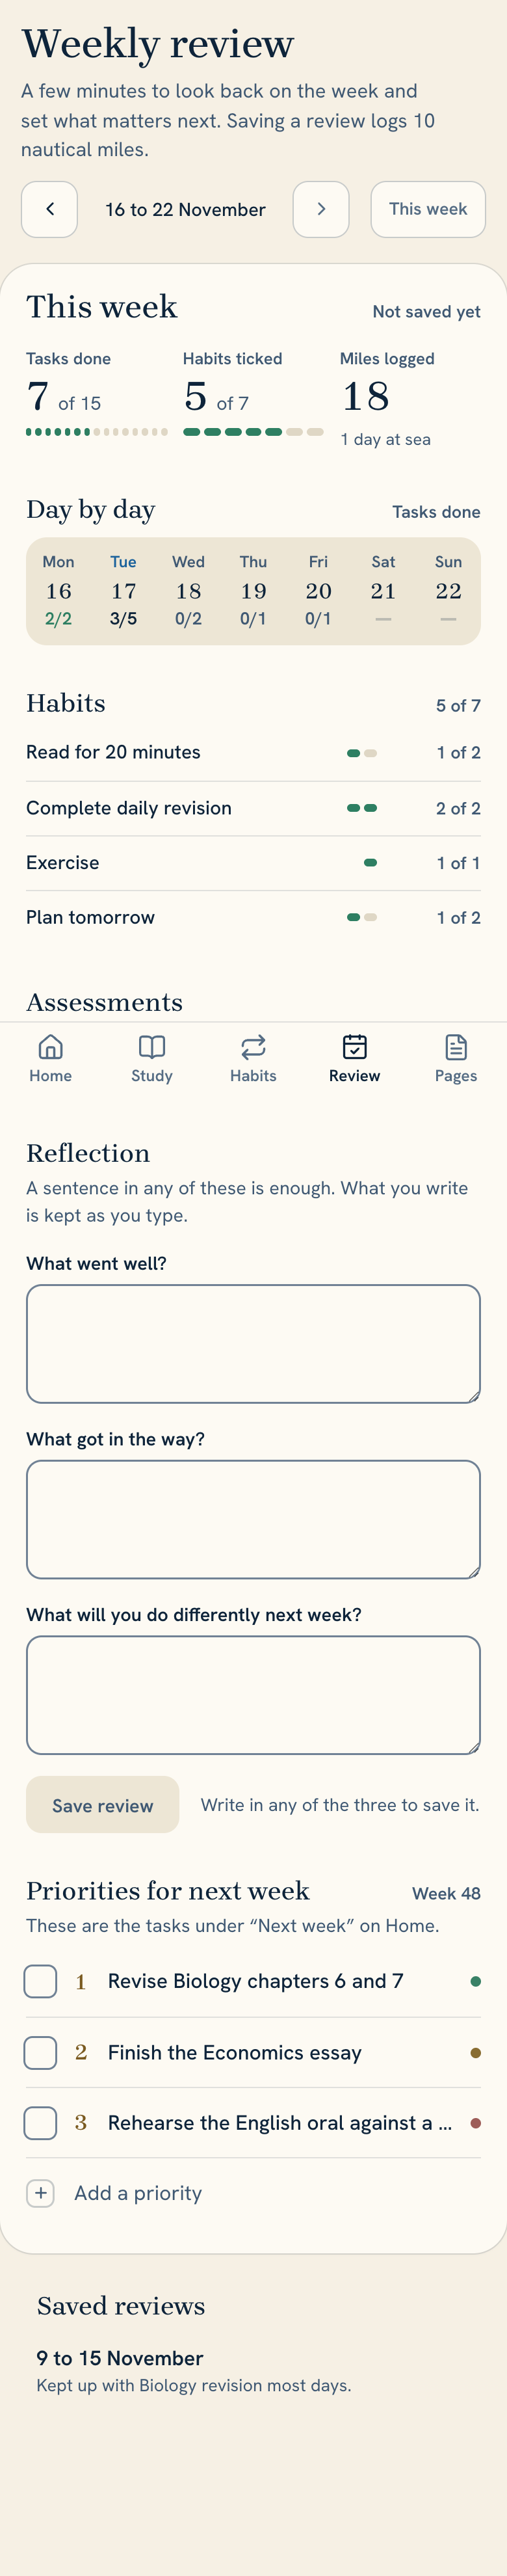 Weekly review
A few minutes to look back on the week and
set what matters next. Saving a review logs 10
nautical miles.
16 to 22 November
This week
This week
Not saved yet
Tasks done
Habits ticked
Miles logged
7 of 15
5 of 7
18
1 day at sea
Day by day
Tasks done
Mon Tue Wed Thu Fri Sat Sun
16 17 18 19 20 21 22
2/2 3/5 0/2 0/1 0/1 — —
Habits
5 of 7
Read for 20 minutes
1 of 2
Complete daily revision
2 of 2
Exercise
1 of 1
Plan tomorrow
1 of 2
Assessments
Home Study Habits Review Pages
Reflection
A sentence in any of these is enough. What you write
is kept as you type.
What went well?
What got in the way?
What will you do differently next week?
Save review
Write in any of the three to save it.
Priorities for next week
Week 48
These are the tasks under “Next week” on Home.
1 Revise Biology chapters 6 and 7
2 Finish the Economics essay
3 Rehearse the English oral against a ...
Add a priority
Saved reviews
9 to 15 November
Kept up with Biology revision most days.